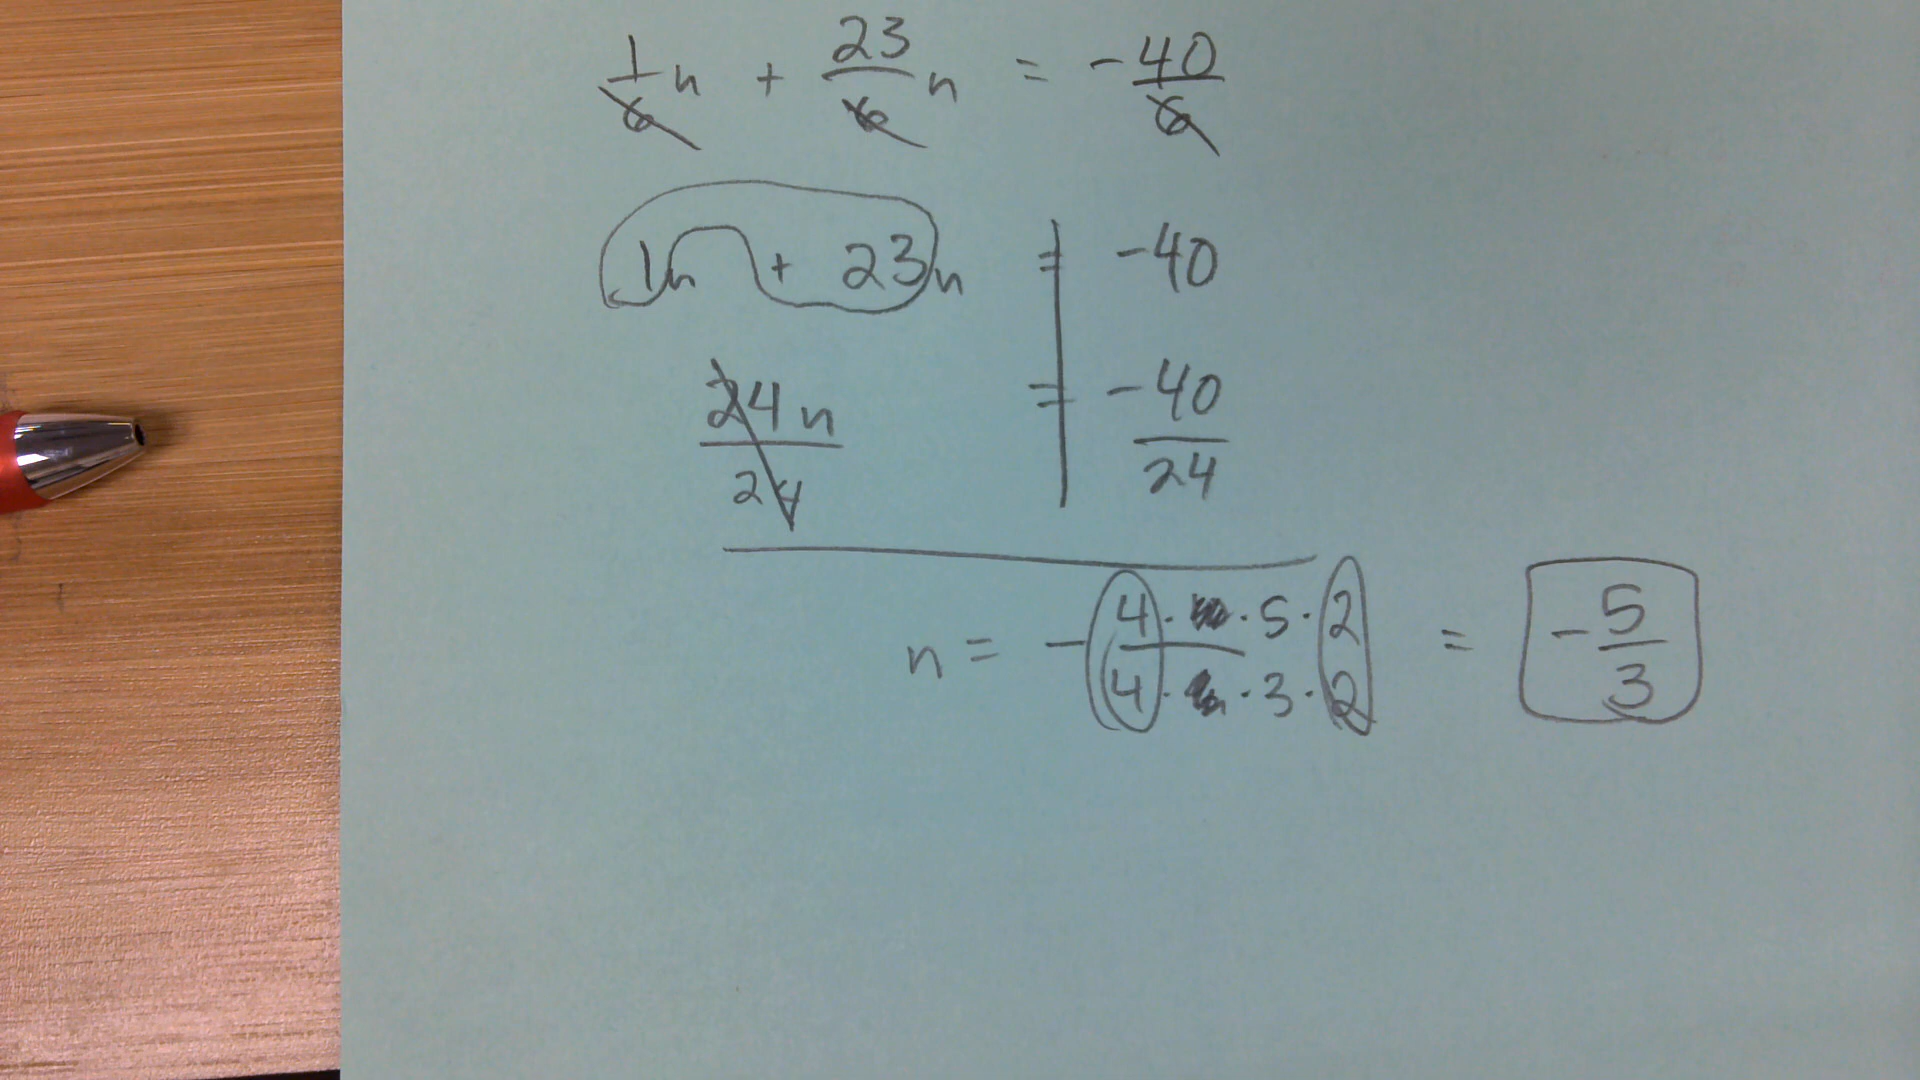 1/6 n + 23/6 n = - 40/6
1n + 23n = -40
24n/24 = -40/24
n = - 4 · 5 · 2 / 4 · 3 · 2 = - 5/3